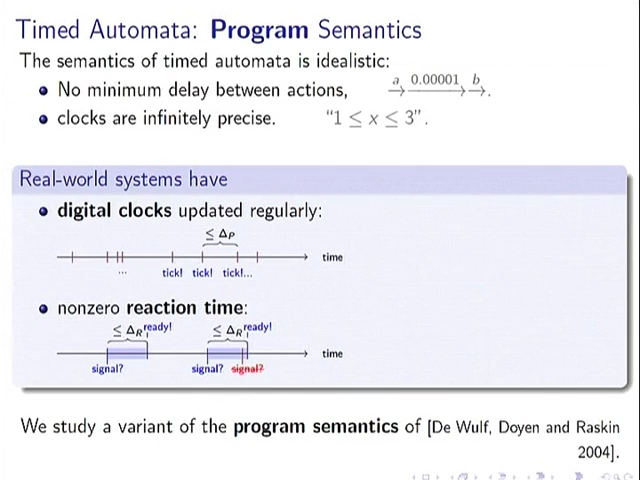 Timed Automata: Program Semantics
The semantics of timed automata is idealistic:
No minimum delay between actions, a 0.00001 b
clocks are infinitely precise. "1 ≤ x ≤ 3".
Real-world systems have
digital clocks updated regularly:
≤ Δ_P
time
... tick! tick! tick!...
nonzero reaction time:
≤ Δ_R ready! ≤ Δ_R ready!
time
signal? signal? signal?
We study a variant of the program semantics of [De Wulf, Doyen and Raskin
2004].